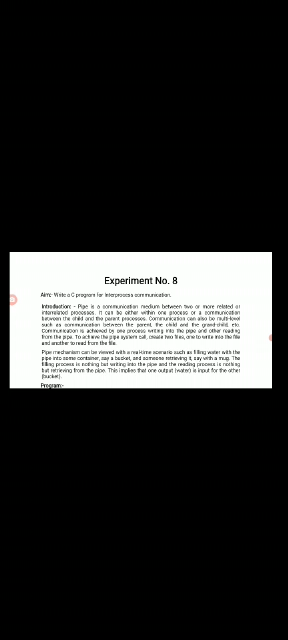 Experiment No. 8
Aim: Write a C program for interprocess communication.
Introduction: - Pipe is a communication medium between two or more related or
interrelated processes. It can be either within one process or a communication
between the child and the parent processes. Communication can also be multi-level
such as communication between the parent, the child and the grand-child, etc.
Communication is achieved by one process writing into the pipe and other reading
from the pipe. To achieve the pipe system call, create two files, one to write into the file
and another to read from the file.
Pipe mechanism can be viewed with a real-time scenario such as filling water with the
pipe into some container, say a bucket, and someone retrieving it, say with a mug. The
filling process is nothing but writing into the pipe and the reading process is nothing
but retrieving from the pipe. This implies that one output (water) is input for the other
(bucket).
Program:-